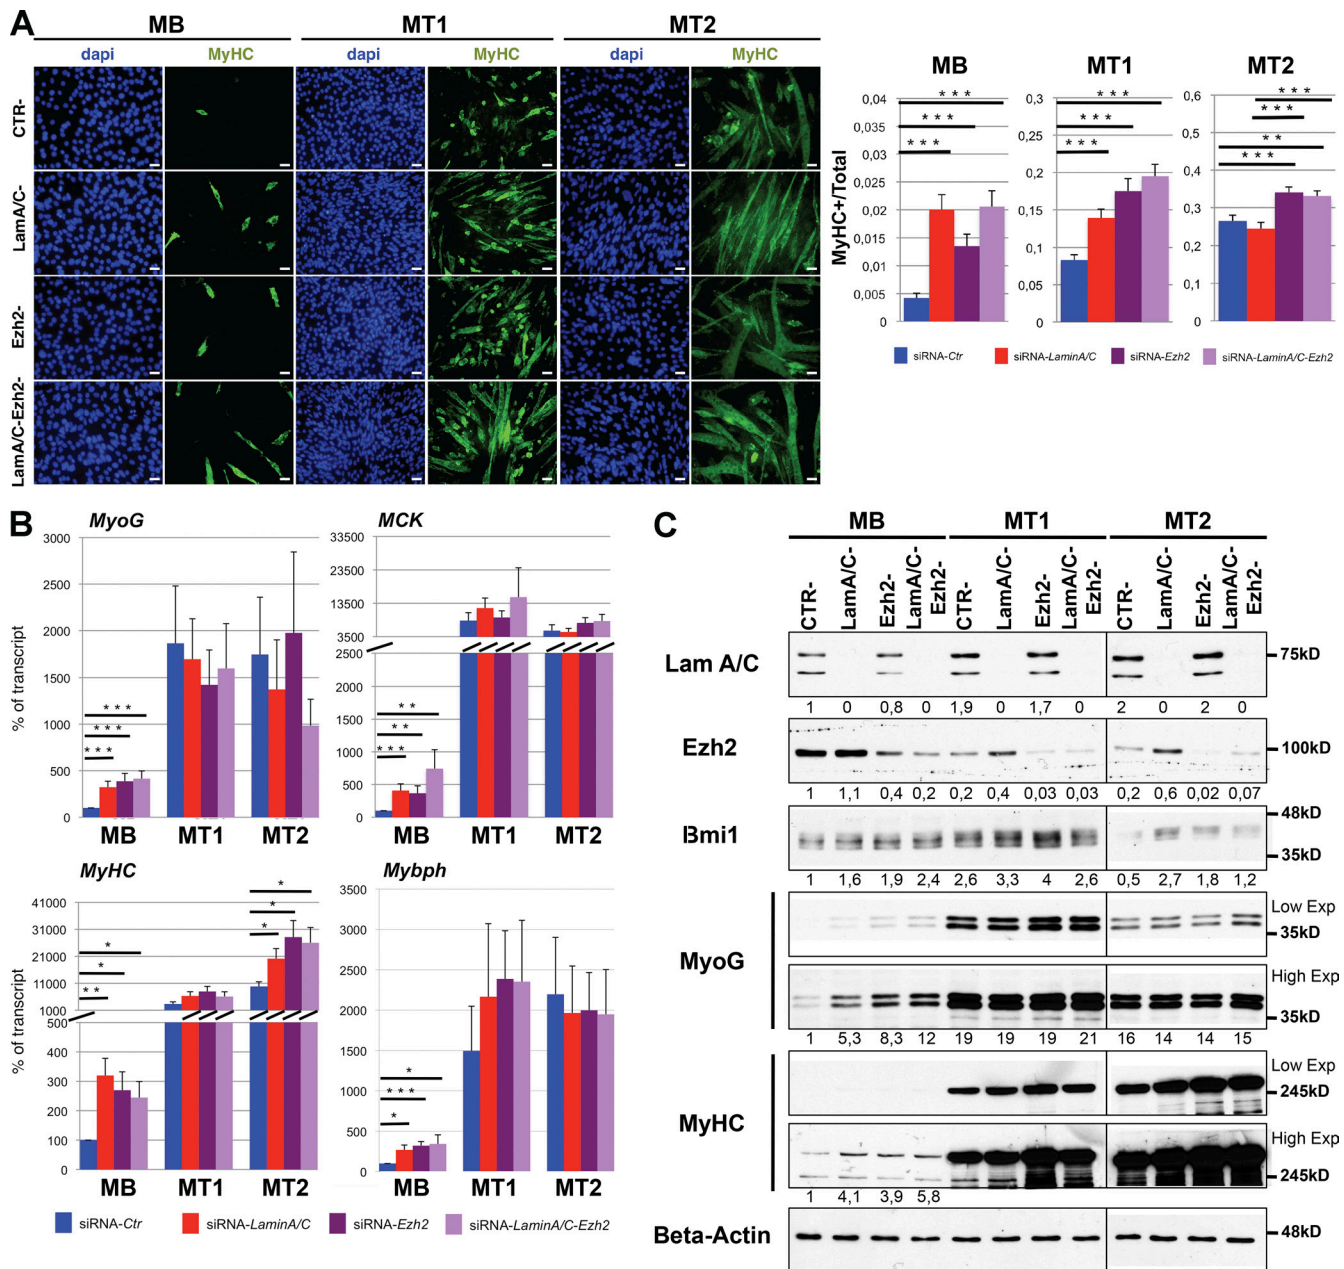 A
MB MT1 MT2
dapi MyHC dapi MyHC dapi MyHC
CTR-
LamA/C-
Ezh2-
LamA/C-Ezh2-
MyHC+/Total
MB
0,04
0,035
0,03
0,025
0,02
0,015
0,01
0,005
0
* * *
* * *
* * *
MT1
0,3
0,25
0,2
0,15
0,1
0,05
0
* * *
* * *
* * *
MT2
0,6
0,5
0,4
0,3
0,2
0,1
0
* * *
* * *
* *
* * *
siRNA-Ctr siRNA-LaminA/C siRNA-Ezh2 siRNA-LaminA/C-Ezh2
B
MyoG
% of transcript
3000
2500
2000
1500
1000
500
0
* * *
* * *
* * *
MB MT1 MT2
MCK
33500
23500
13500
3500
2500
2000
1500
1000
500
0
* *
* *
* * *
MB MT1 MT2
MyHC
% of transcript
41000
31000
21000
11000
1000
500
400
300
200
100
0
*
*
* *
*
*
*
MB MT1 MT2
Mybph
3500
3000
2500
2000
1500
1000
500
0
*
* * *
*
MB MT1 MT2
siRNA-Ctr siRNA-LaminA/C siRNA-Ezh2 siRNA-LaminA/C-Ezh2
C
MB MT1 MT2
CTR- LamA/C- Ezh2- LamA/C-Ezh2- CTR- LamA/C- Ezh2- LamA/C-Ezh2- CTR- LamA/C- Ezh2- LamA/C-Ezh2-
Lam A/C 75kD
1 0 0,8 0 1,9 0 1,7 0 2 0 2 0
Ezh2 100kD
1 1,1 0,4 0,2 0,2 0,4 0,03 0,03 0,2 0,6 0,02 0,07
48kD
Bmi1
35kD
1 1,6 1,9 2,4 2,6 3,3 4 2,6 0,5 2,7 1,8 1,2
Low Exp
35kD
MyoG
High Exp
35kD
1 5,3 8,3 12 19 19 19 21 16 14 14 15
Low Exp
245kD
MyHC
High Exp
245kD
1 4,1 3,9 5,8
Beta-Actin 48kD